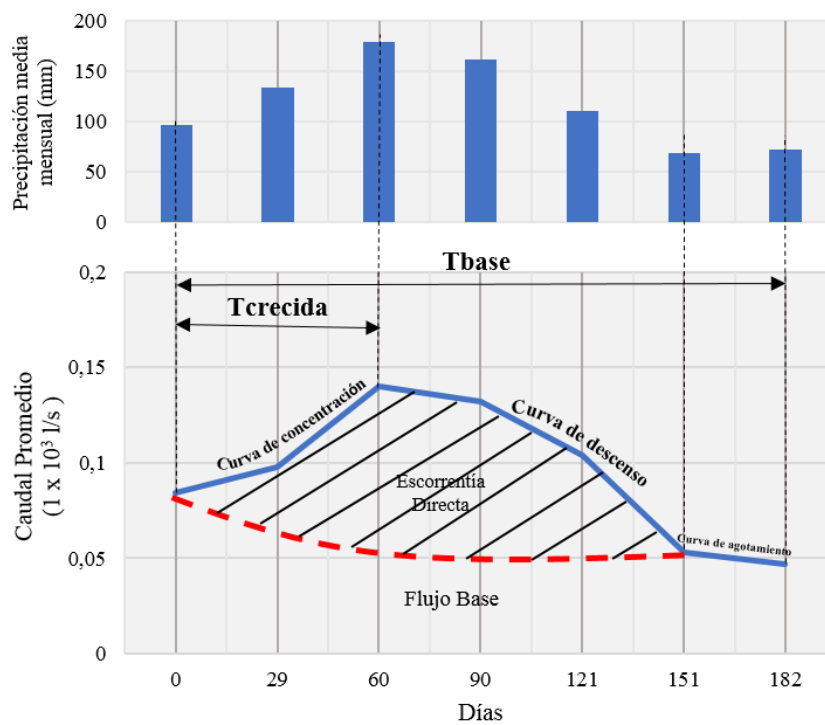 Precipitación media
mensual (mm)
200
150
100
50
0
Tbase
Tcrecida
Caudal Promedio
(1 x 10³ l/s)
0,2
0,15
0,1
0,05
0
Curva de concentración
Curva de descenso
Escorrentía
Directa
Curva de agotamiento
Flujo Base
0 29 60 90 121 151 182
Días